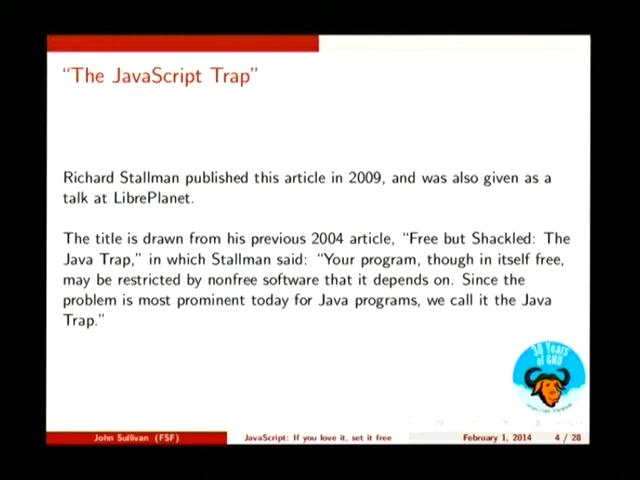 “The JavaScript Trap”
Richard Stallman published this article in 2009, and was also given as a
talk at LibrePlanet.
The title is drawn from his previous 2004 article, “Free but Shackled: The
Java Trap,” in which Stallman said: “Your program, though in itself free,
may be restricted by nonfree software that it depends on. Since the
problem is most prominent today for Java programs, we call it the Java
Trap.”
30 Years
of GNU
John Sullivan (FSF)
JavaScript: If you love it, set it free
February 1, 2014
4 / 28